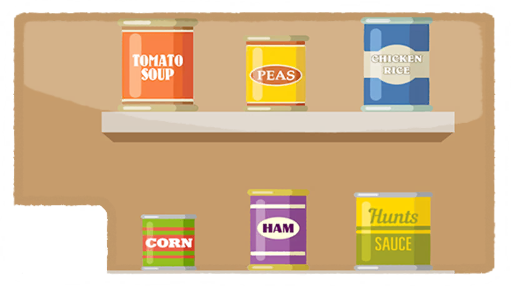 TOMATO
SOUP
PEAS
CHICKEN
RICE
CORN
HAM
Hunts
SAUCE